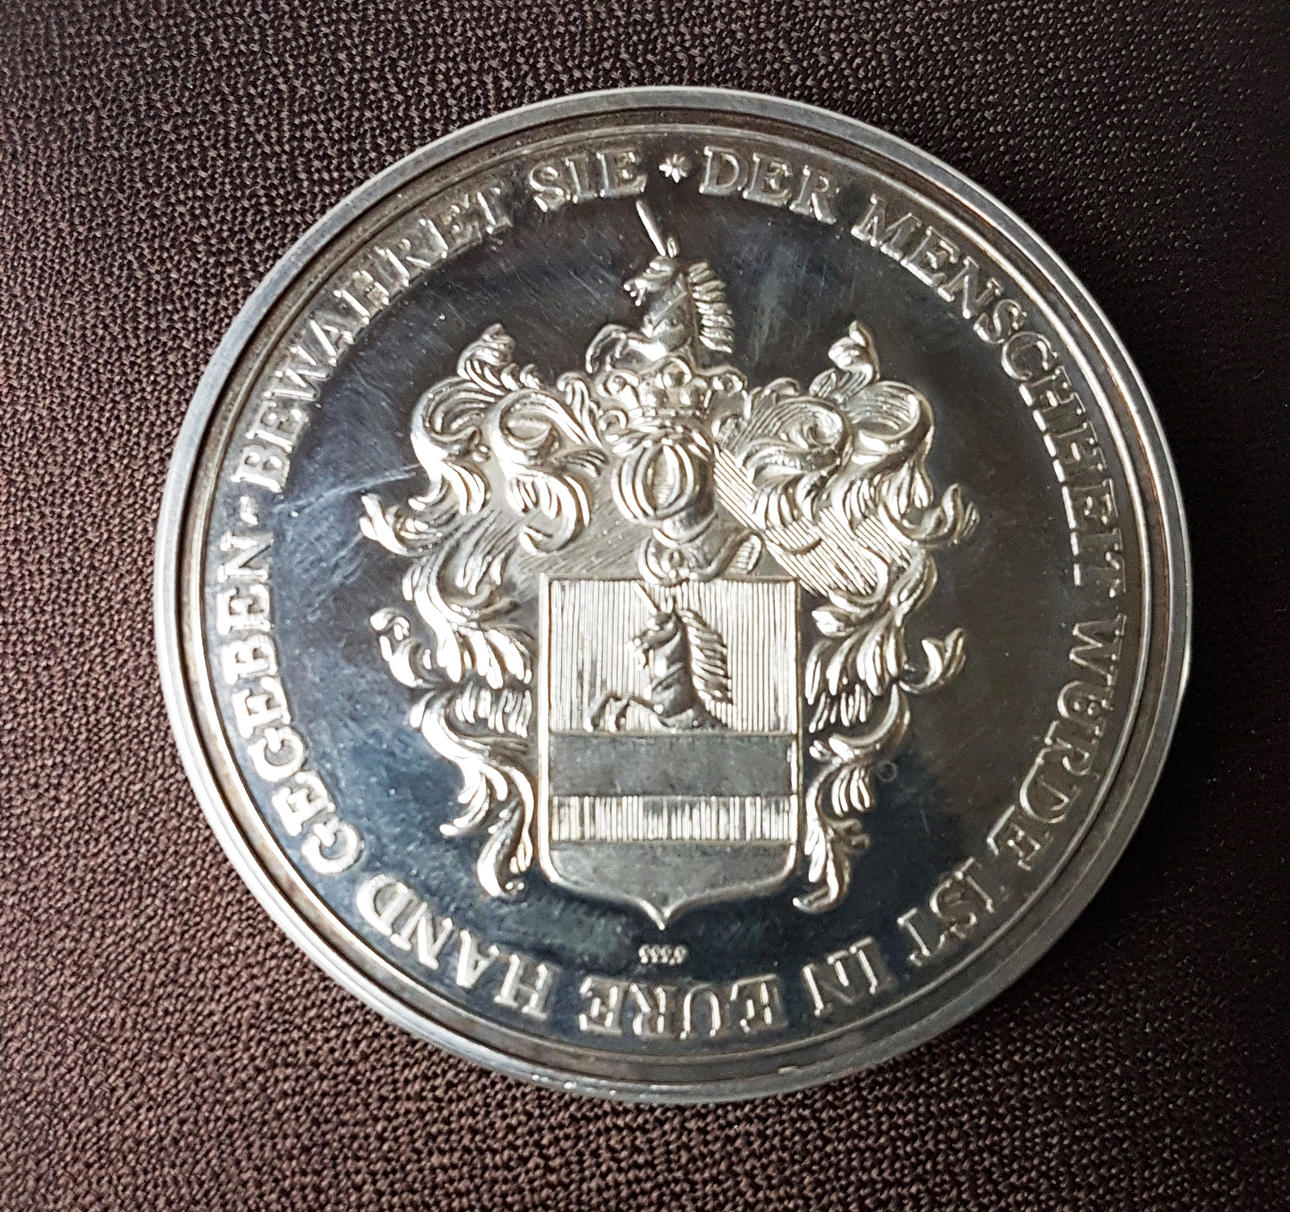 DER MENSCHHEIT WÜRDE IST IN EURE HAND GEGEBEN - BEWAHRET SIE *